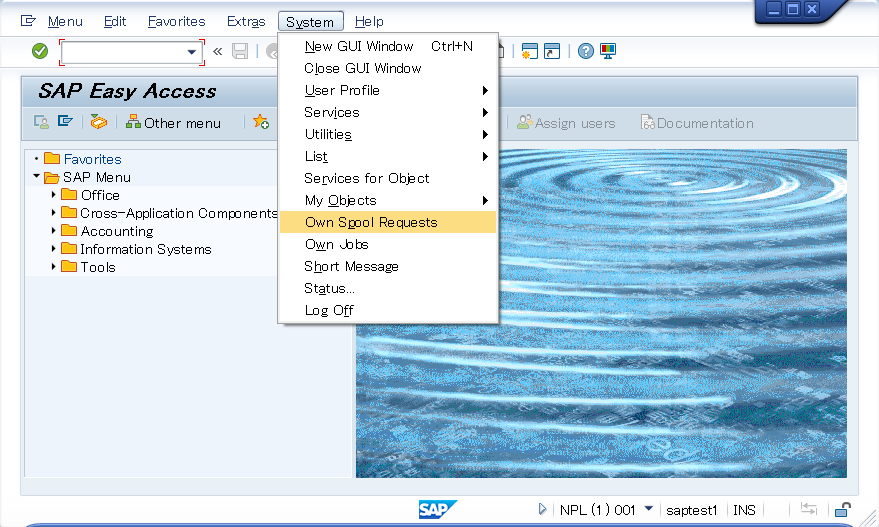 Menu Edit Favorites Extras System Help
«
SAP Easy Access
Other menu Assign users Documentation
New GUI Window Ctrl+N
Close GUI Window
User Profile
Services
Utilities
List
Services for Object
My Objects
Own Spool Requests
Own Jobs
Short Message
Status...
Log Off
Favorites
SAP Menu
Office
Cross-Application Components
Accounting
Information Systems
Tools
SAP NPL (1) 001 saptest1 INS